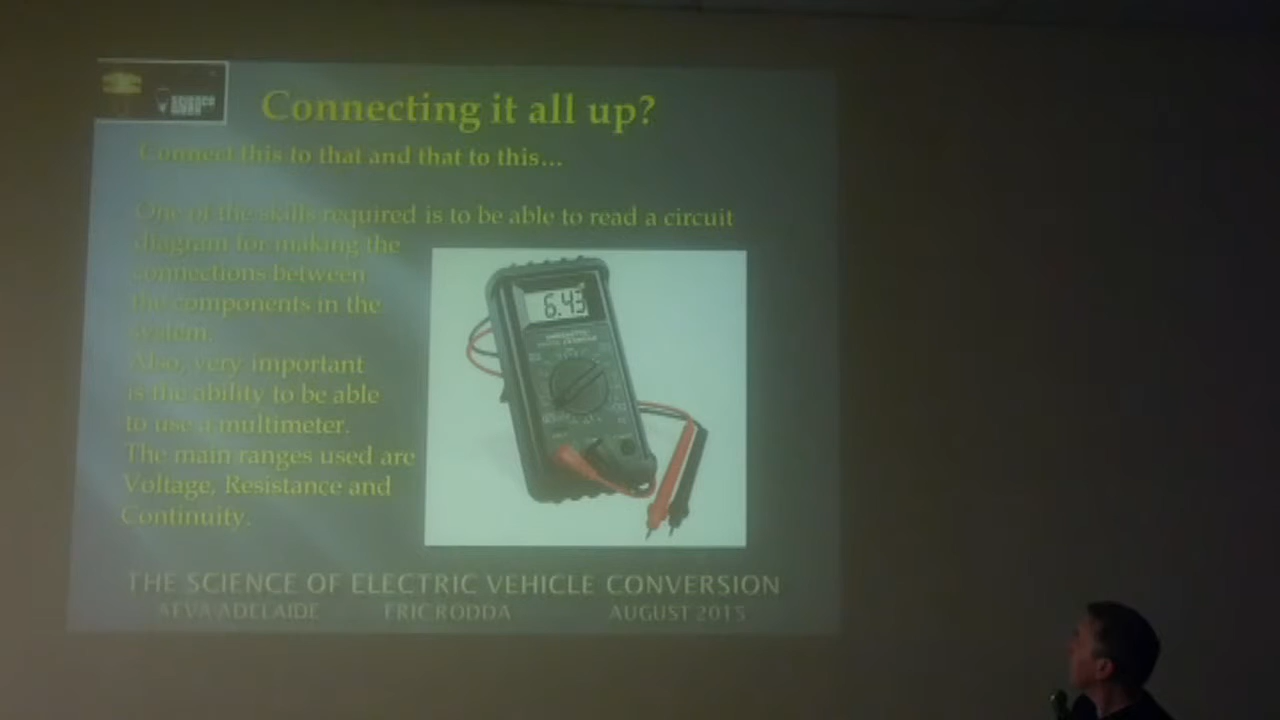 SCIENCE
Connecting it all up?
Connect this to that and that to this...
One of the skills required is to be able to read a circuit
diagram for making the
connections between
the components in the
system.
Also, very important
is the ability to be able
to use a multimeter.
The main ranges used are
Voltage, Resistance and
Continuity.
6.43
THE SCIENCE OF ELECTRIC VEHICLE CONVERSION
AEVA ADELAIDE ERIC RODDA AUGUST 2015